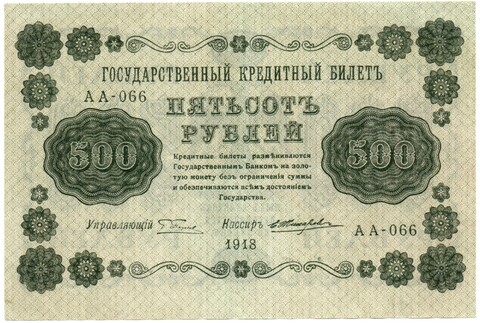 ГОСУДАРСТВЕННЫЙ КРЕДИТНЫЙ БИЛЕТЪ
АА-066
ПЯТЬСОТЪ
РУБЛЕЙ
500
500
Кредитные билеты размѣниваются
Государственнымъ Банкомъ на золо-
тую монету безъ ограниченія суммы
и обезпечиваются всѣмъ достояніемъ
Государства.
Управляющій
Кассиръ
1918
АА-066